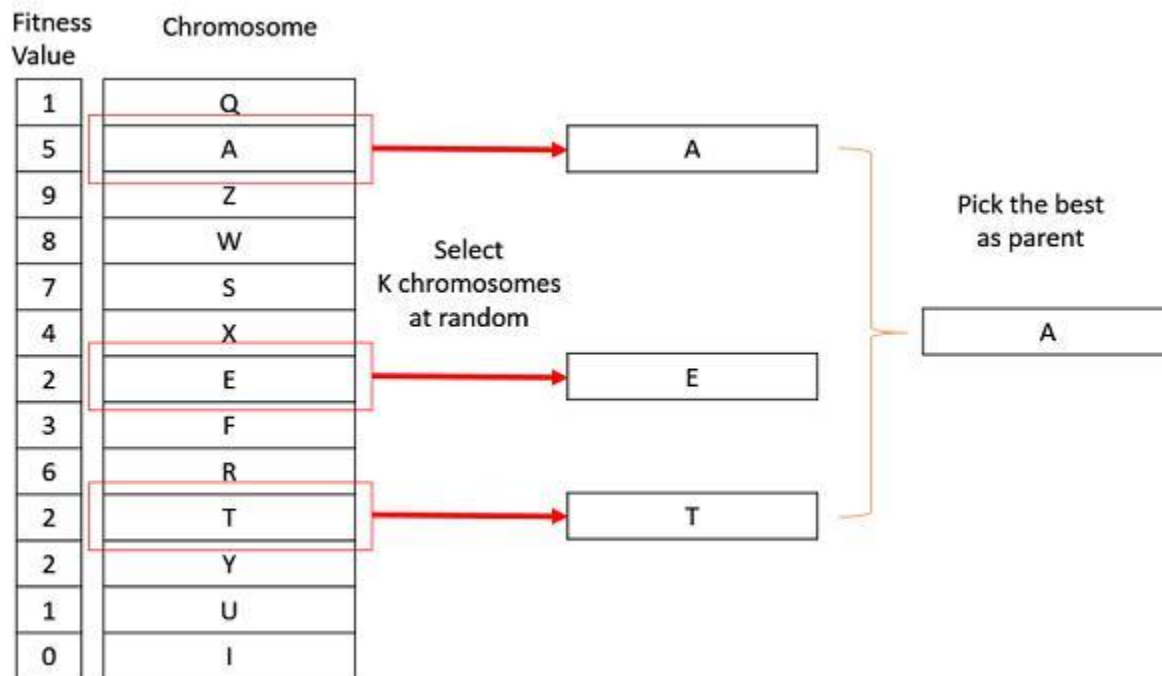 Fitness
Value
Chromosome
1 Q
5 A
9 Z
8 W
7 S
4 X
2 E
3 F
6 R
2 T
2 Y
1 U
0 I
Select
K chromosomes
at random
A
E
T
Pick the best
as parent
A